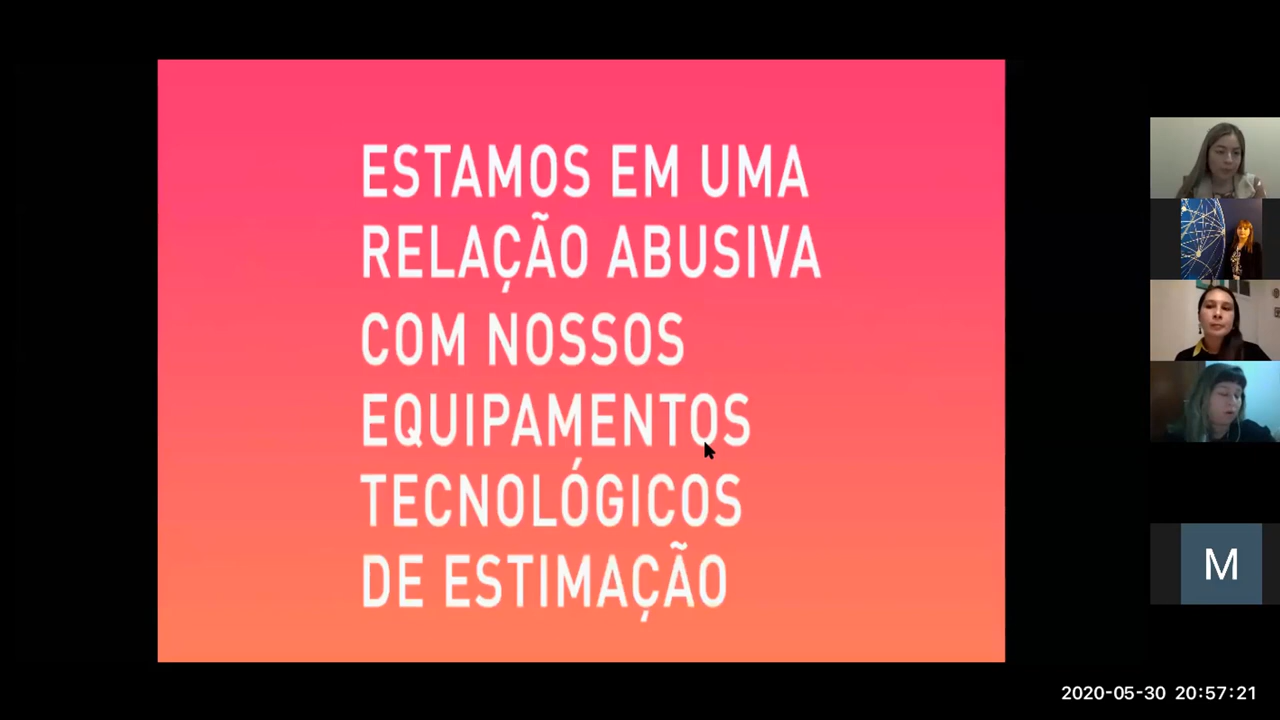 ESTAMOS EM UMA
RELAÇÃO ABUSIVA
COM NOSSOS
EQUIPAMENTOS
TECNOLÓGICOS
DE ESTIMAÇÃO
M
2020-05-30 20:57:21